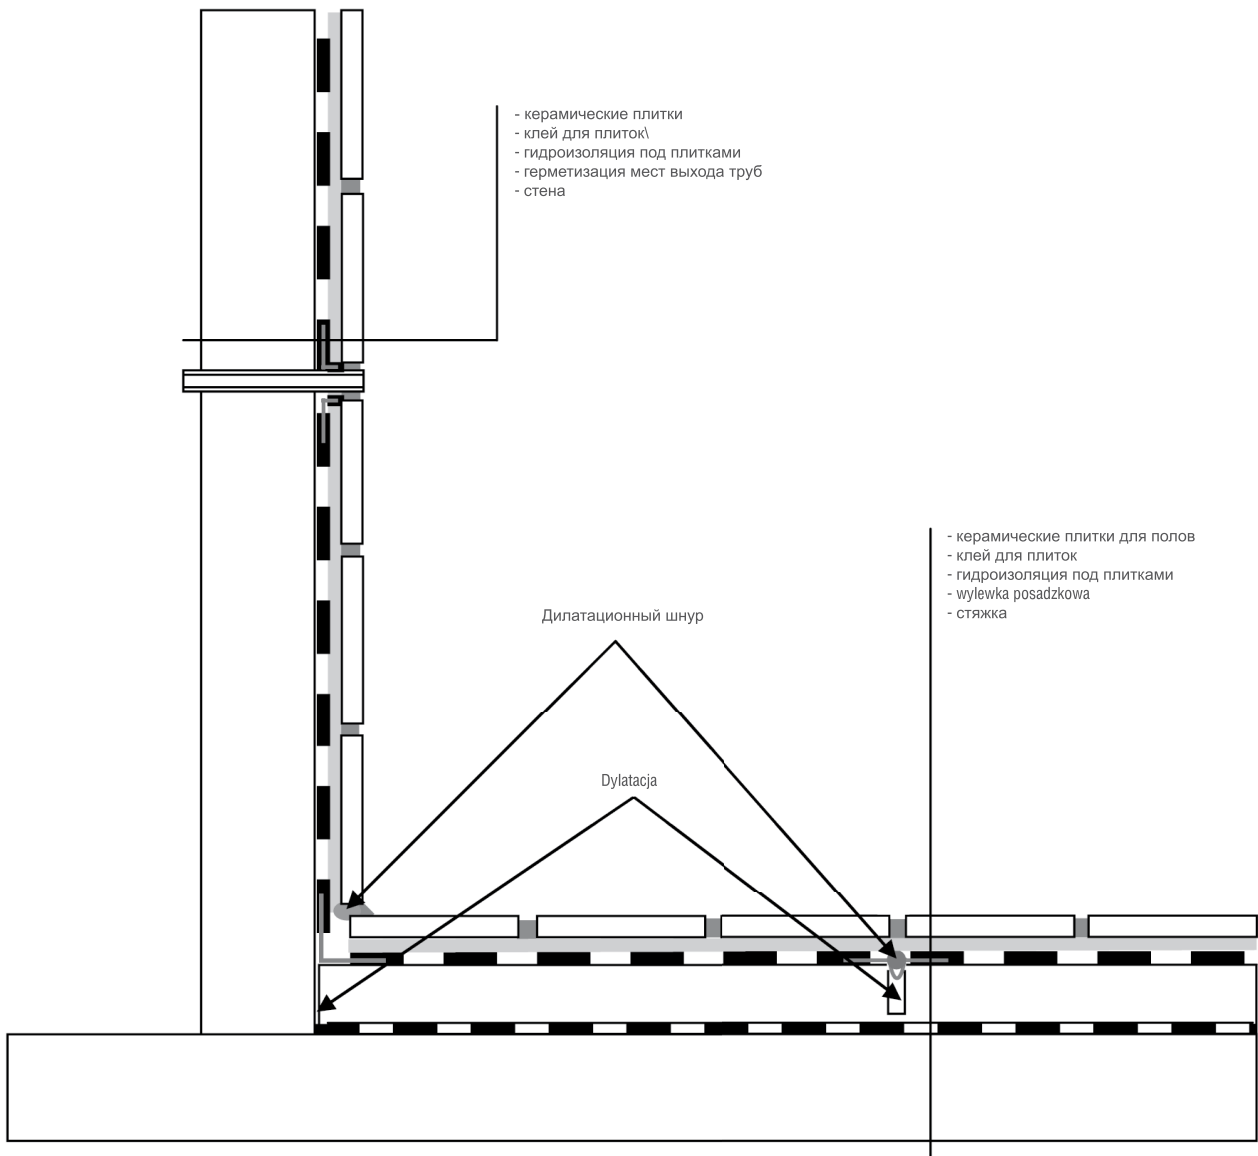 - керамические плитки
- клей для плиток\
- гидроизоляция под плитками
- герметизация мест выхода труб
- стена
- керамические плитки для полов
- клей для плиток
- гидроизоляция под плитками
- wylewka posadzkowa
- стяжка
Дилатационный шнур
Dylatacja